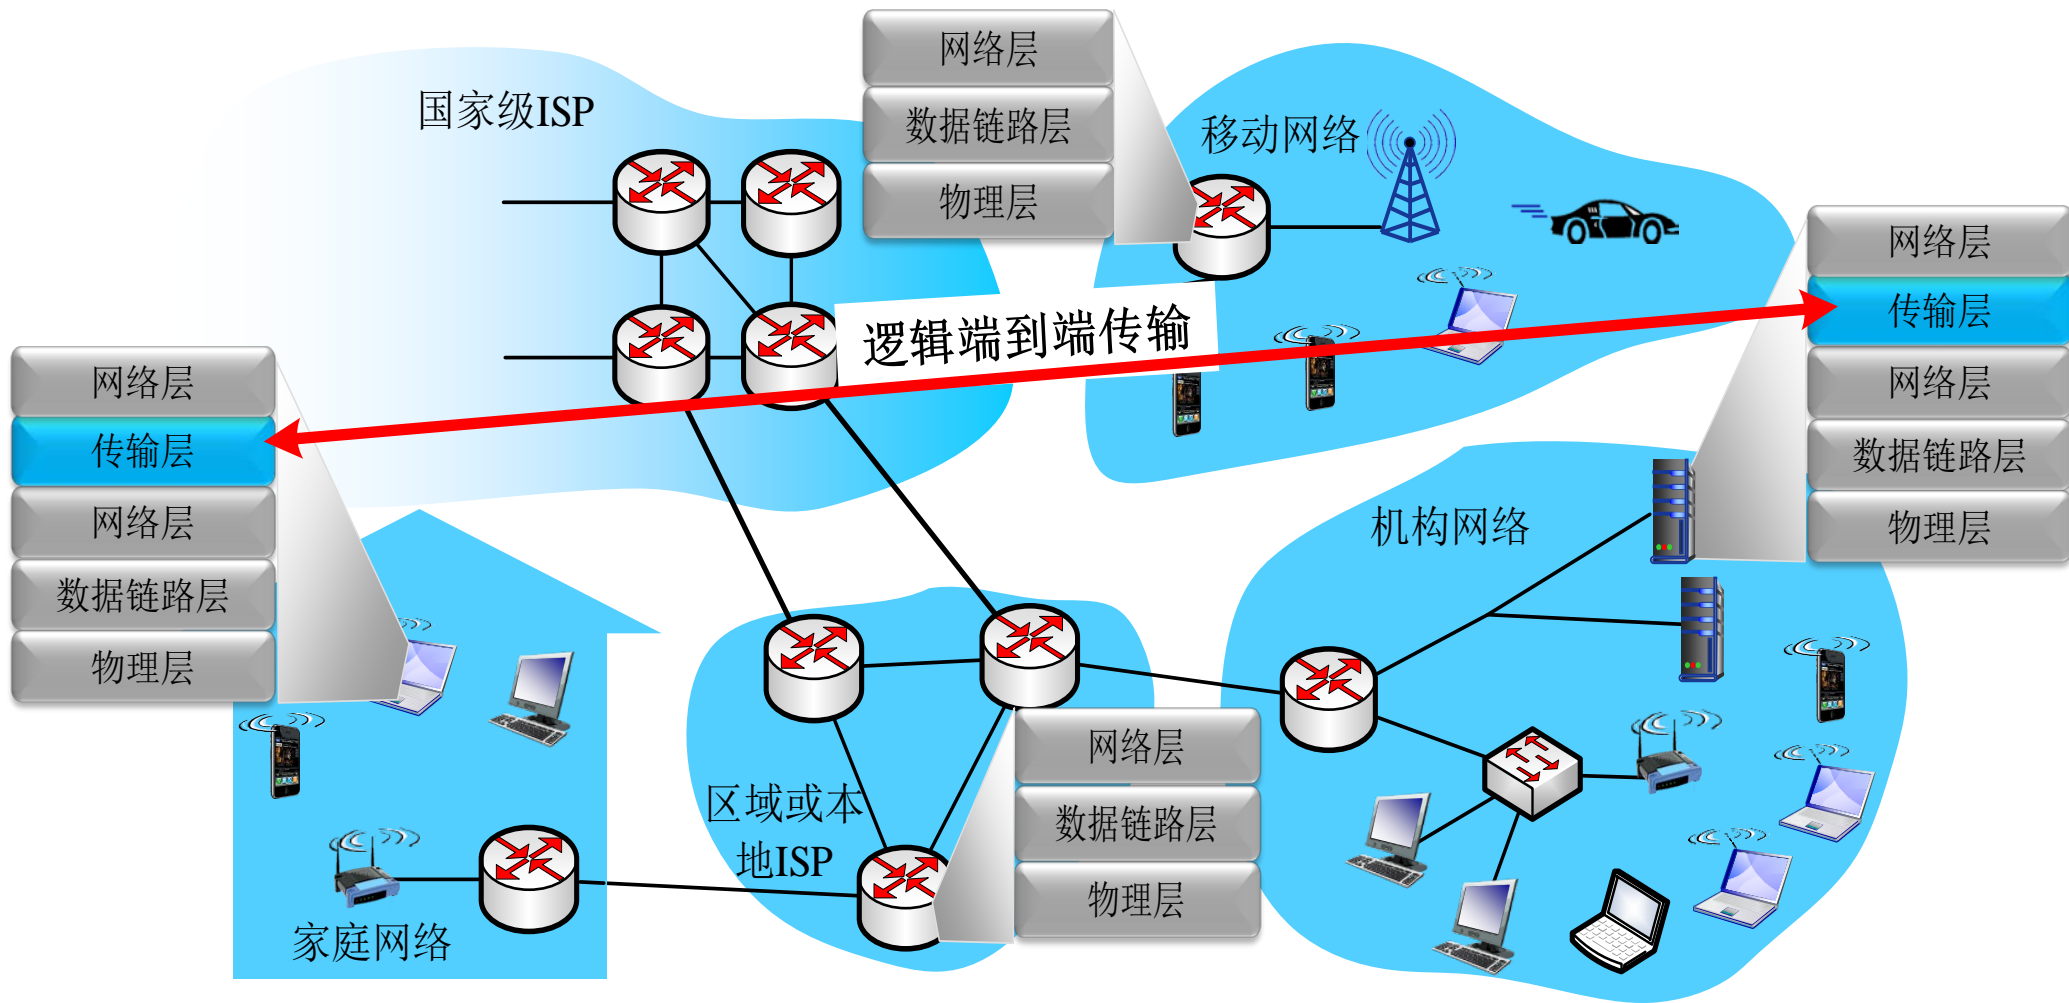 网络层
数据链路层
物理层
国家级ISP
移动网络
网络层
传输层
网络层
数据链路层
物理层
逻辑端到端传输
网络层
传输层
网络层
数据链路层
物理层
机构网络
区域或本
地ISP
网络层
数据链路层
物理层
家庭网络